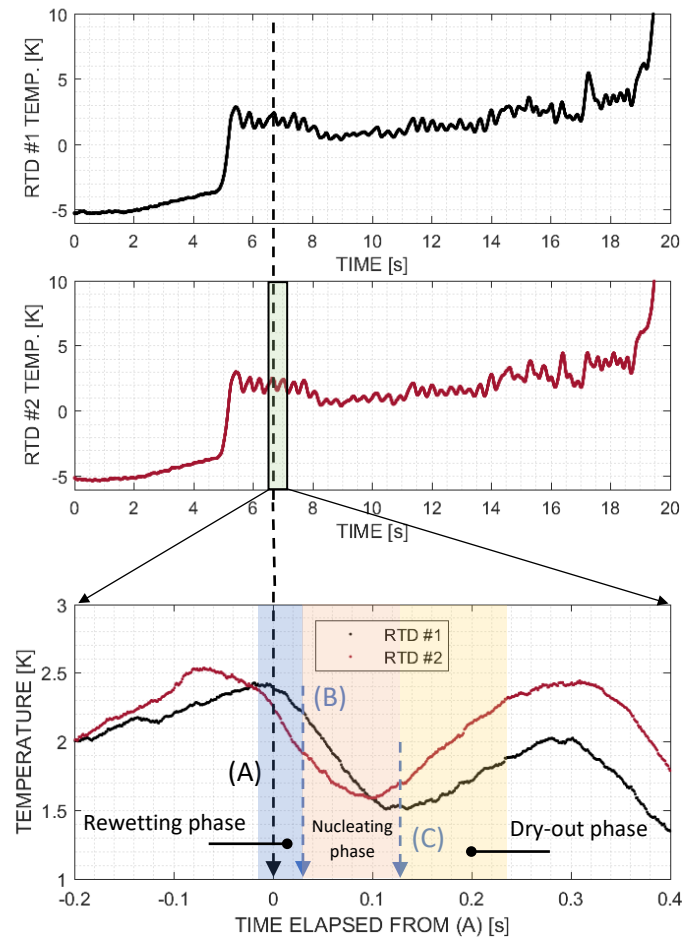 RTD #1 TEMP. [K]
10
5
0
-5
0 2 4 6 8 10 12 14 16 18 20
TIME [s]
RTD #2 TEMP. [K]
10
5
0
-5
0 2 4 6 8 10 12 14 16 18 20
TIME [s]
TEMPERATURE [K]
3
2.5
2
1.5
1
RTD #1
RTD #2
(B)
(A)
Rewetting phase
Nucleating
phase
(C)
Dry-out phase
-0.2 -0.1 0 0.1 0.2 0.3 0.4
TIME ELAPSED FROM (A) [s]